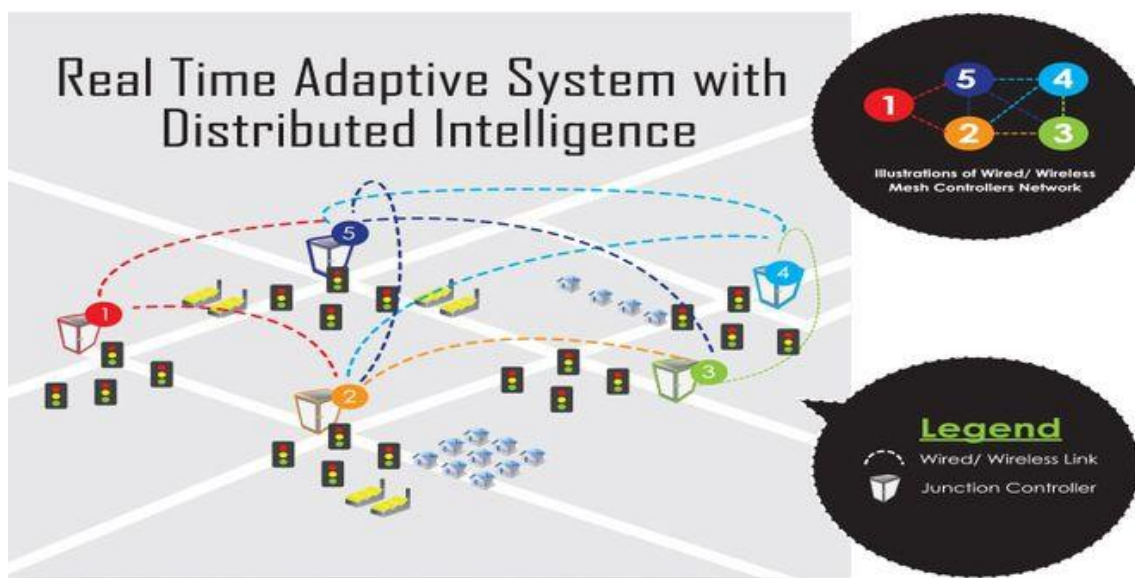 Real Time Adaptive System with
Distributed Intelligence
5
4
1
2
3
5
4
1
2
3
Illustrations of Wired/ Wireless
Mesh Controllers Network
Legend
Wired/ Wireless Link
Junction Controller